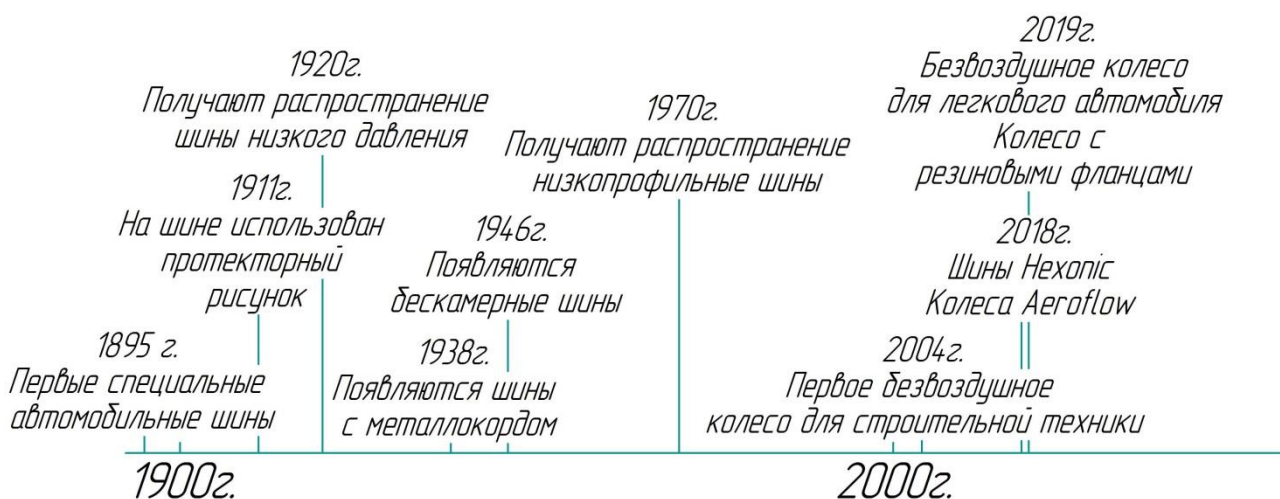 1895 г.
Первые специальные
автомобильные шины
1900г.
1911г.
На шине использован
протекторный
рисунок
1920г.
Получают распространение
шины низкого давления
1938г.
Появляются шины
с металлокордом
1946г.
Появляются
бескамерные шины
1970г.
Получают распространение
низкопрофильные шины
2000г.
2004г.
Первое безвоздушное
колесо для строительной техники
2018г.
Шины Hexonic
Колеса Aeroflow
2019г.
Безвоздушное колесо
для легкового автомобиля
Колесо с
резиновыми фланцами